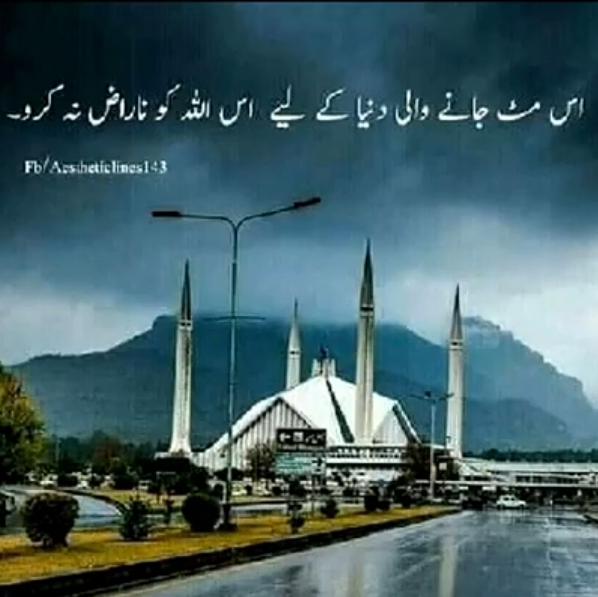 اس مٹ جانے والی دنیا کے لیے اس اللہ کو ناراض نہ کرو۔
Fb/Aestheticlines143